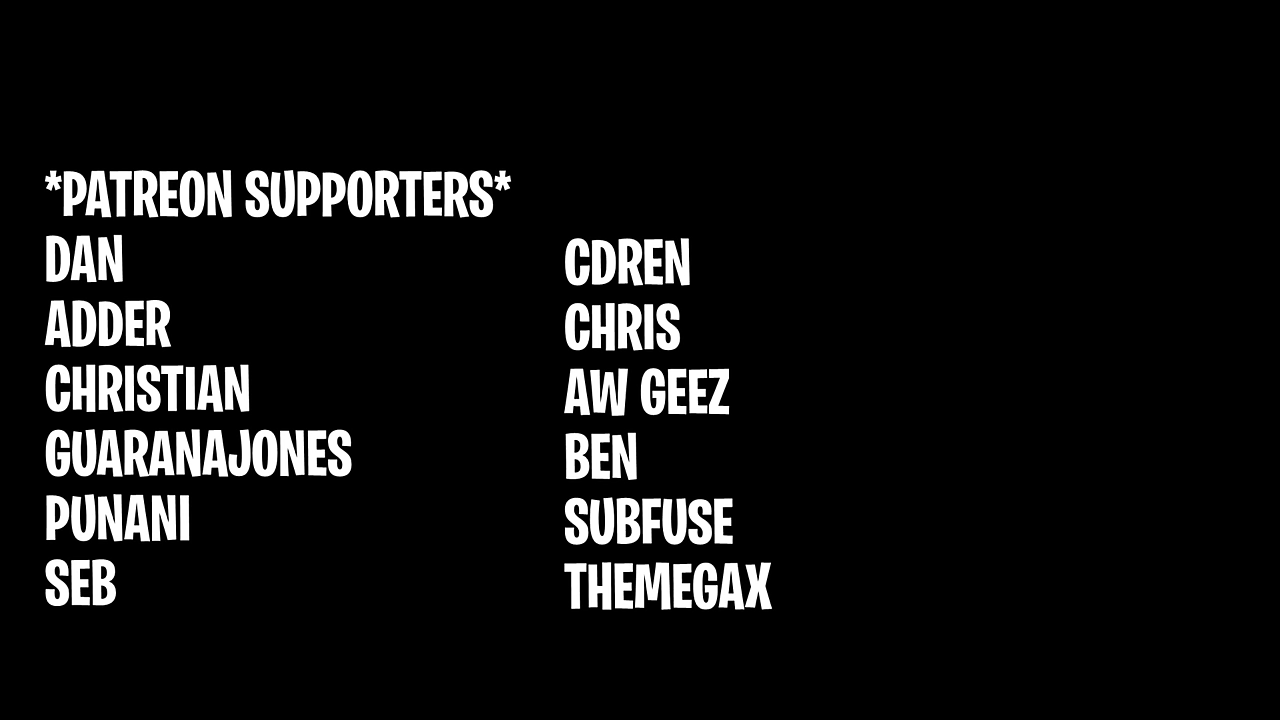 *PATREON SUPPORTERS*
DAN
ADDER
CHRISTIAN
GUARANAJONES
PUNANI
SEB
CDREN
CHRIS
AW GEEZ
BEN
SUBFUSE
THEMEGAX